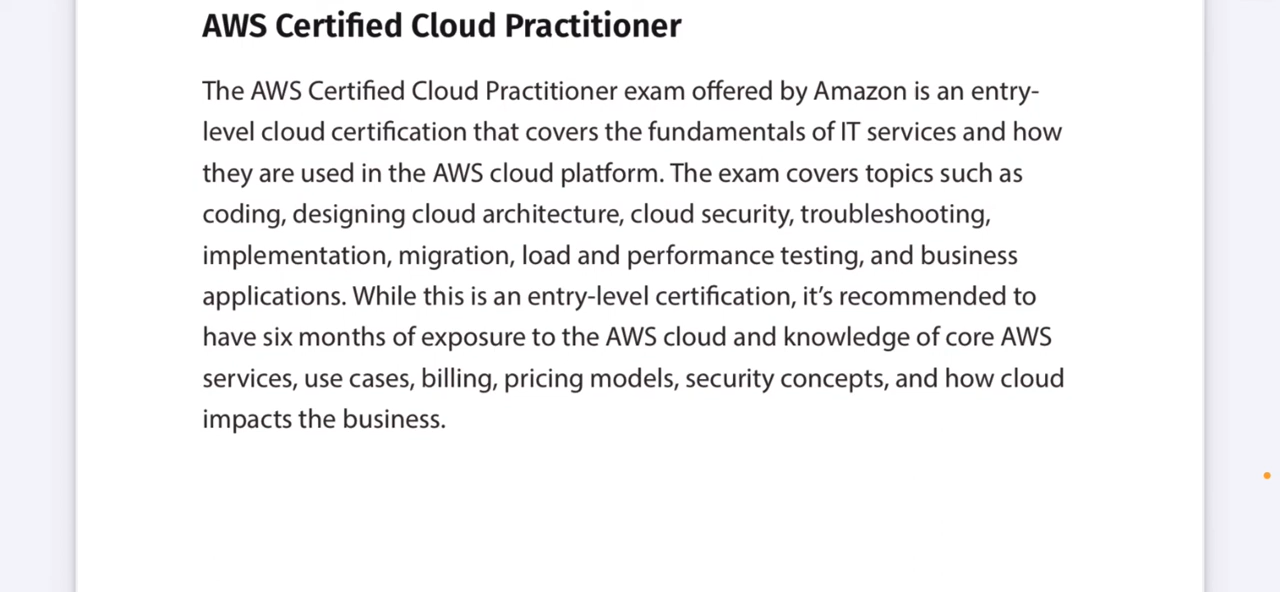 AWS Certified Cloud Practitioner
The AWS Certified Cloud Practitioner exam offered by Amazon is an entry-
level cloud certification that covers the fundamentals of IT services and how
they are used in the AWS cloud platform. The exam covers topics such as
coding, designing cloud architecture, cloud security, troubleshooting,
implementation, migration, load and performance testing, and business
applications. While this is an entry-level certification, it’s recommended to
have six months of exposure to the AWS cloud and knowledge of core AWS
services, use cases, billing, pricing models, security concepts, and how cloud
impacts the business.